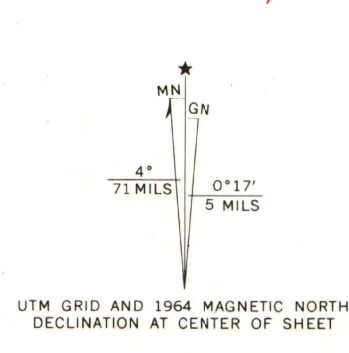 MN
GN
4°
71 MILS
0°17'
5 MILS
UTM GRID AND 1964 MAGNETIC NORTH
DECLINATION AT CENTER OF SHEET